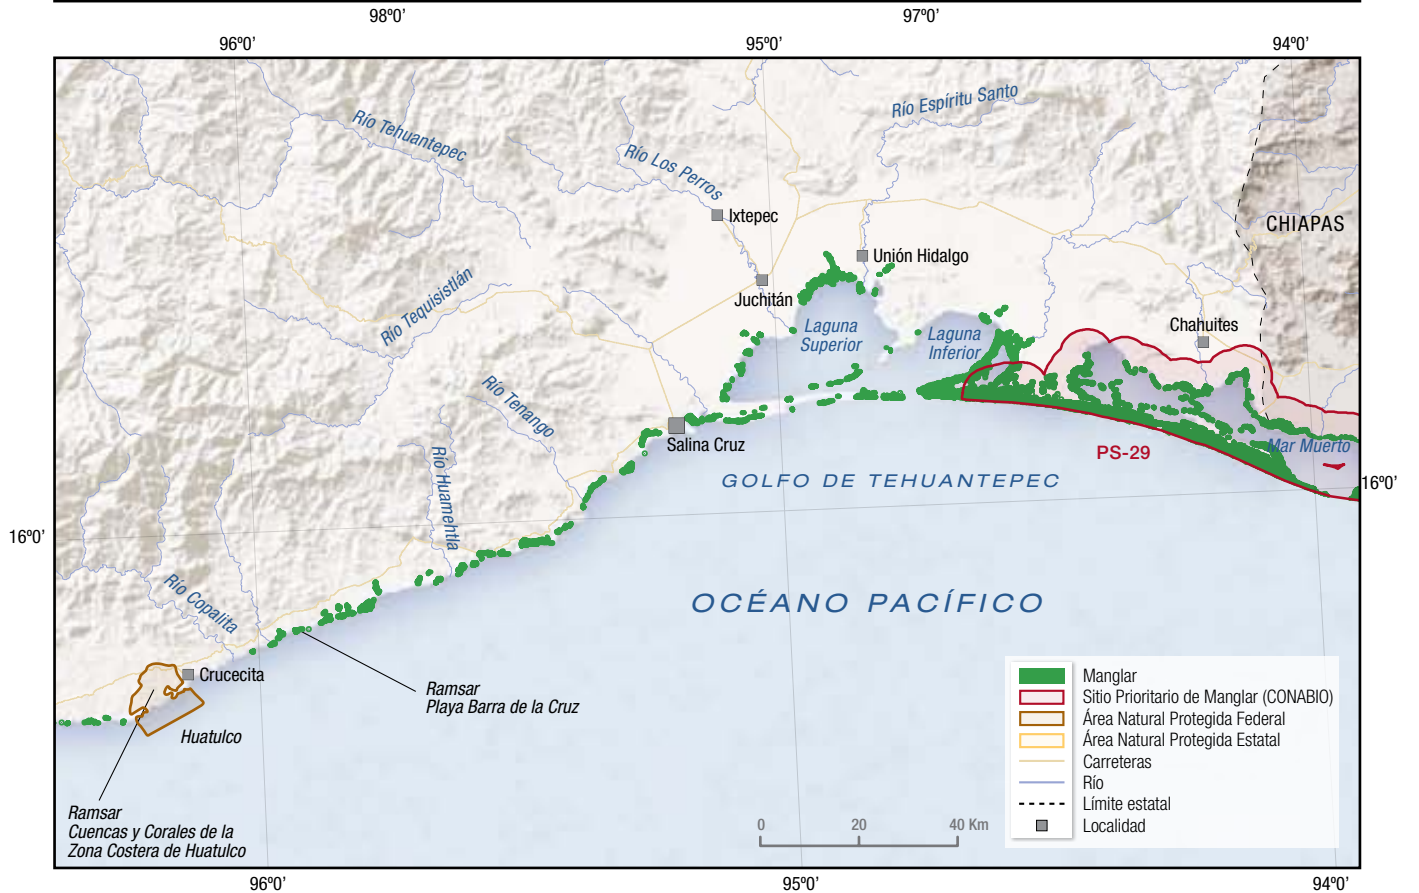 98º0’
97º0’
96º0’
95º0’
94º0’
Río Espíritu Santo
Río Tehuantepec
Río Los Perros
Ixtepec
CHIAPAS
Unión Hidalgo
Juchitán
Río Tequisistlán
Laguna
Superior
Laguna
Inferior
Chahuites
Río Tenango
Salina Cruz
Mar Muerto
PS-29
Río Huamehtla
GOLFO DE TEHUANTEPEC
16º0’
16º0’
OCÉANO PACÍFICO
Río Copalita
Crucecita
Ramsar
Playa Barra de la Cruz
Huatulco
Ramsar
Cuencas y Corales de la
Zona Costera de Huatulco
Manglar
Sitio Prioritario de Manglar (CONABIO)
Área Natural Protegida Federal
Área Natural Protegida Estatal
Carreteras
Río
Límite estatal
Localidad
0 20 40 Km
96º0’
95º0’
94º0’